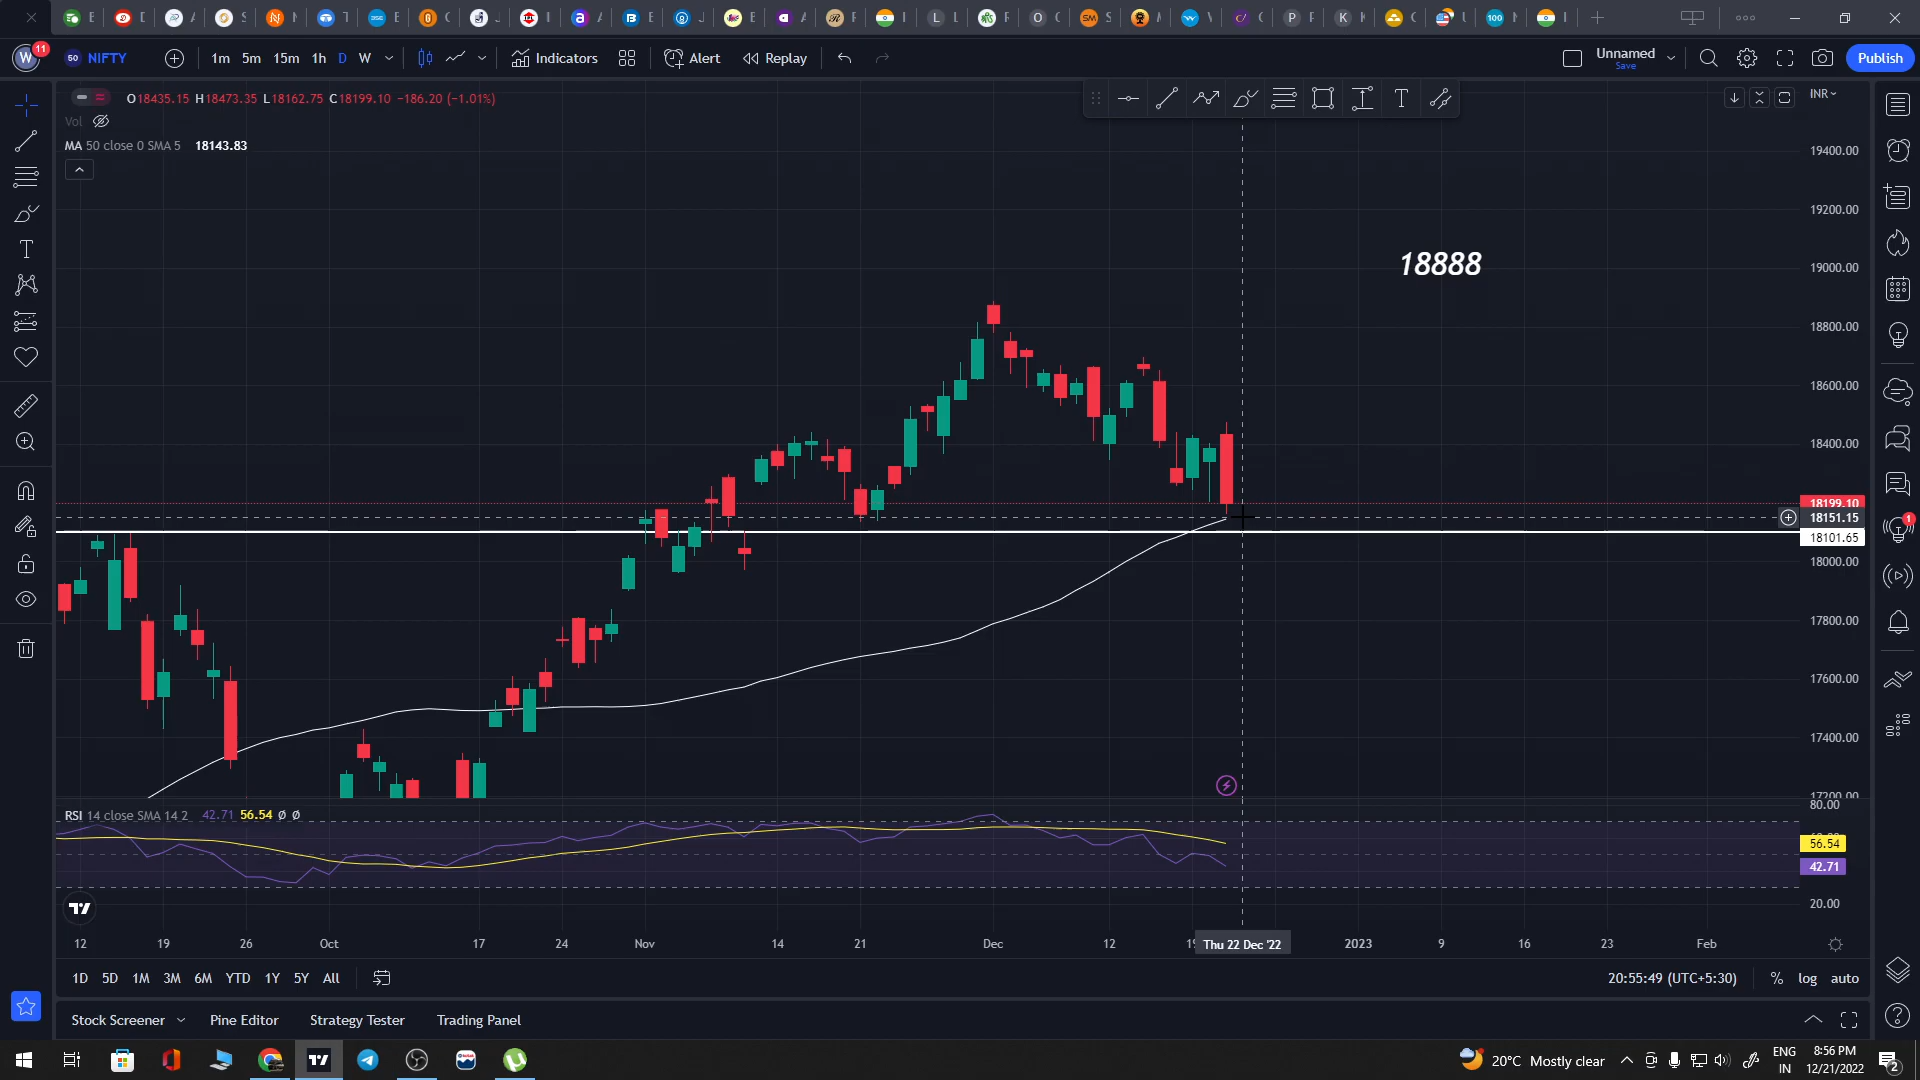 11
W
50
NIFTY
1m 5m 15m 1h D W
Indicators
Alert
Replay
Unnamed
Save
Publish
O18435.15 H18473.35 L18162.75 C18199.10 −186.20 (−1.01%)
INR
Vol
MA 50 close 0 SMA 5 18143.83
19400.00
19200.00
18888
19000.00
18800.00
18600.00
18400.00
18199.10
18151.15
18101.65
18000.00
17800.00
17600.00
17400.00
17200.00
RSI 14 close SMA 14 2 42.71 56.54 Ø Ø
80.00
56.54
42.71
20.00
12 19 26 Oct 17 24 Nov 14 21 Dec 12 Thu 22 Dec '22 2023 9 16 23 Feb
1D 5D 1M 3M 6M YTD 1Y 5Y All
20:55:49 (UTC+5:30)
% log auto
Stock Screener
Pine Editor
Strategy Tester
Trading Panel
20°C Mostly clear
ENG
IN
8:56 PM
12/21/2022
2